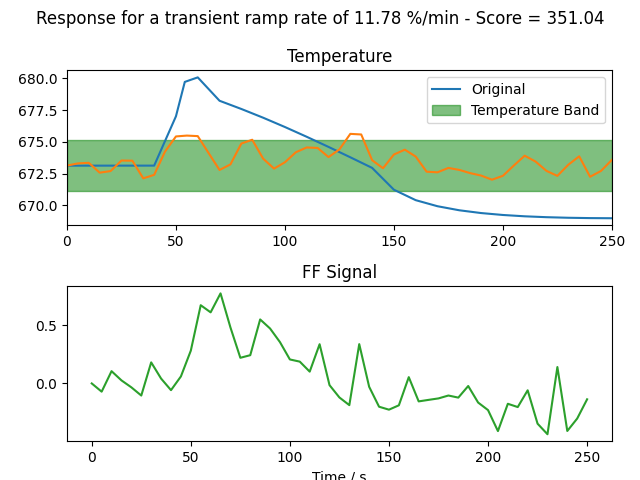 Response for a transient ramp rate of 11.78 %/min - Score = 351.04
Temperature
680.0
677.5
675.0
672.5
670.0
Original
Temperature Band
0 50 100 150 200 250
FF Signal
0.5
0.0
0 50 100 150 200 250
Time / s